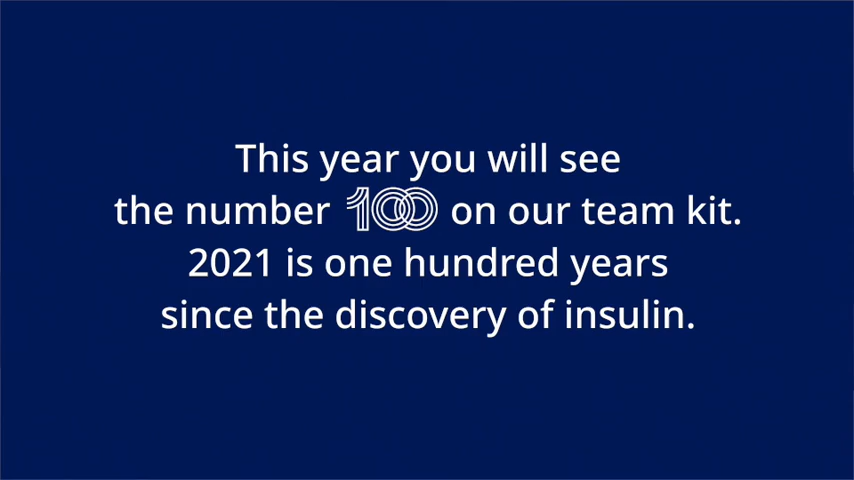 This year you will see
the number 100 on our team kit.
2021 is one hundred years
since the discovery of insulin.